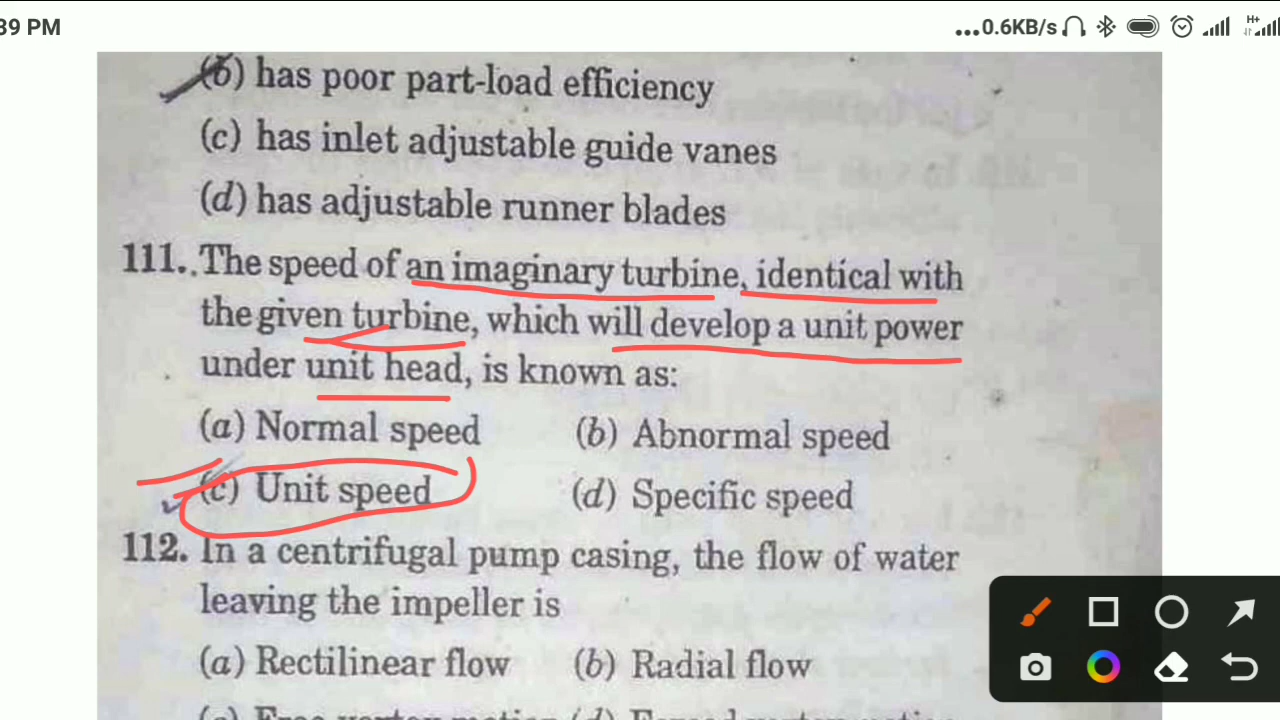 39 PM
...0.6KB/s
H+
(b) has poor part-load efficiency
(c) has inlet adjustable guide vanes
(d) has adjustable runner blades
111. The speed of an imaginary turbine, identical with
the given turbine, which will develop a unit power
under unit head, is known as:
(a) Normal speed (b) Abnormal speed
(c) Unit speed (d) Specific speed
112. In a centrifugal pump casing, the flow of water
leaving the impeller is
(a) Rectilinear flow (b) Radial flow